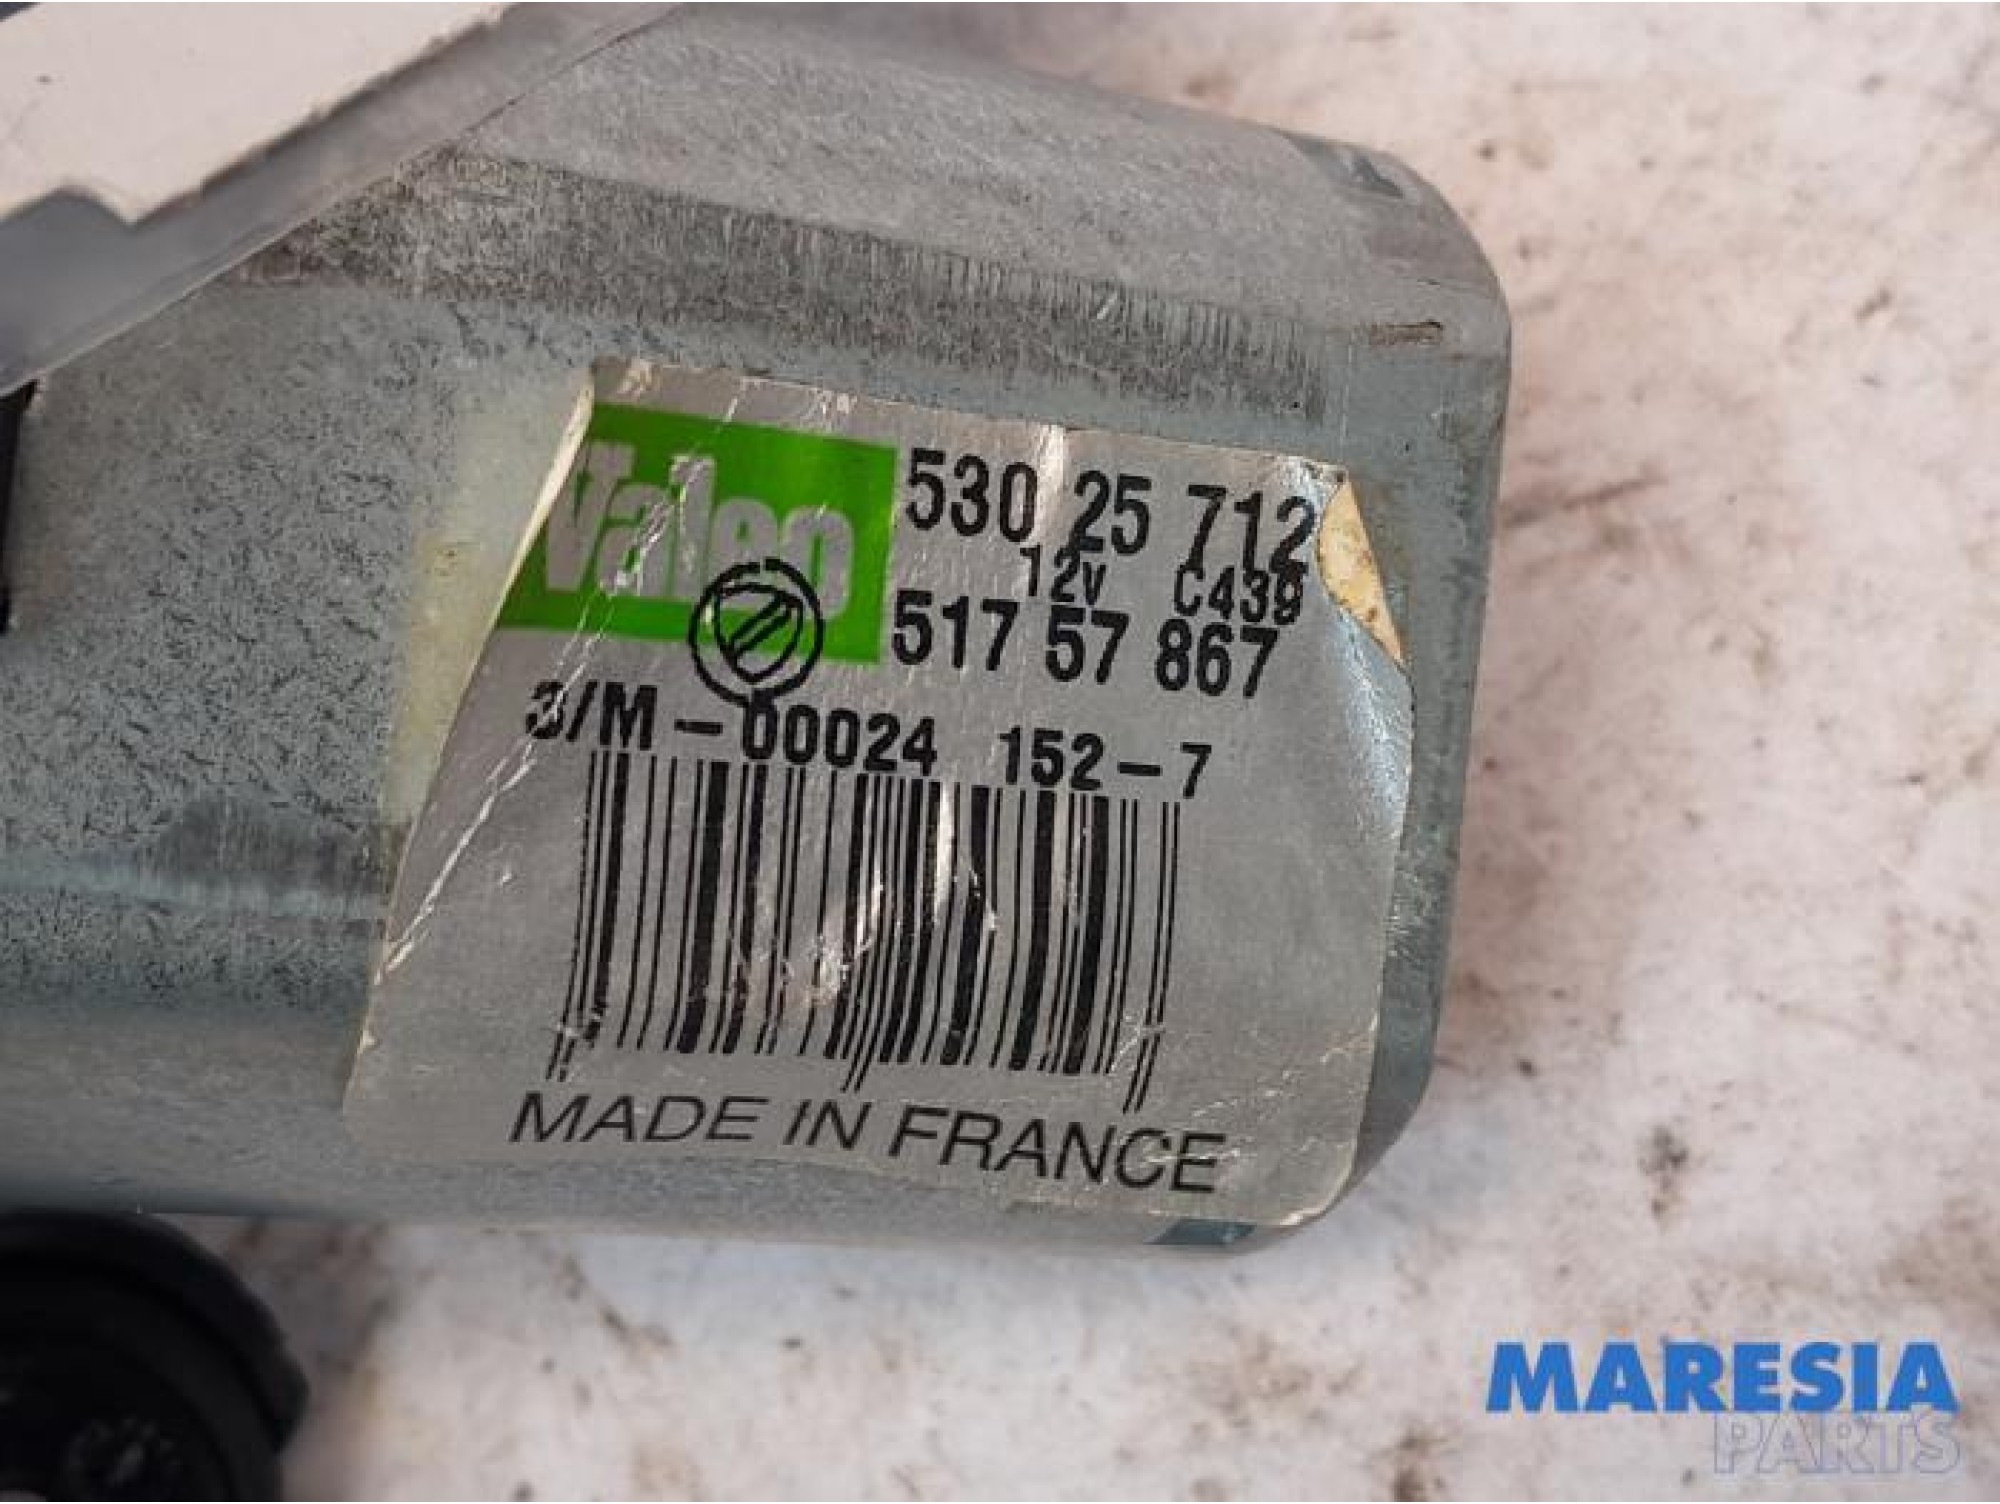 Valeo
530 25 712
12v C439
517 57 867
3/M - 00024 152 - 7
MADE IN FRANCE
MARESIA
PARTS